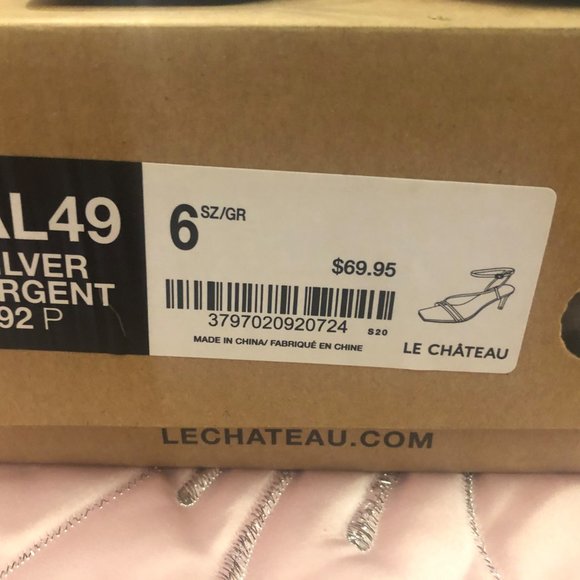 AL49
ILVER
RGENT
92 P
6 SZ/GR
$69.95
3797020920724 S20
MADE IN CHINA/ FABRIQUÉ EN CHINE
LE CHÂTEAU
LECHATEAU.COM